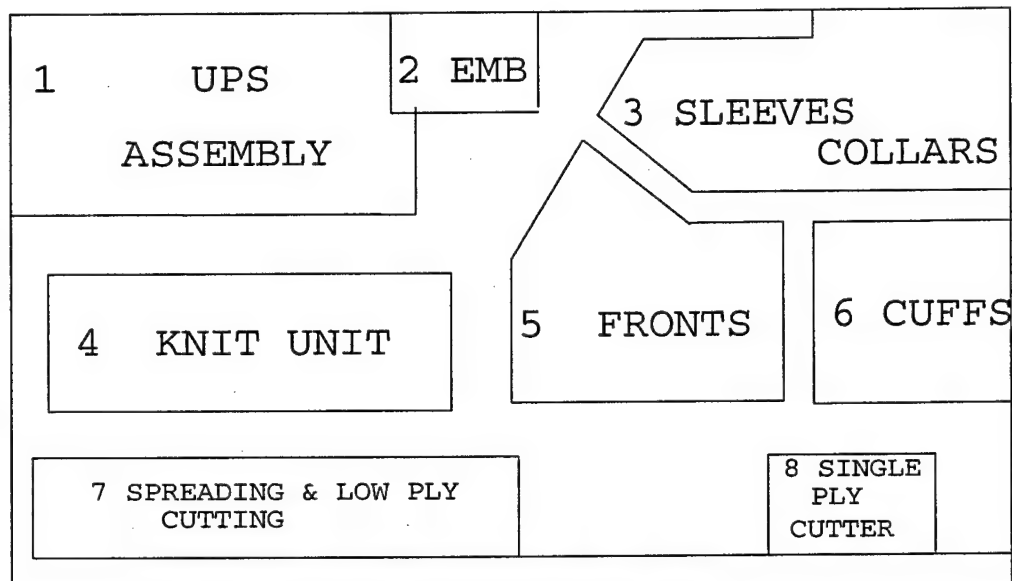 1 UPS
ASSEMBLY
2 EMB
3 SLEEVES
COLLARS
4 KNIT UNIT
5 FRONTS
6 CUFFS
7 SPREADING & LOW PLY
CUTTING
8 SINGLE
PLY
CUTTER